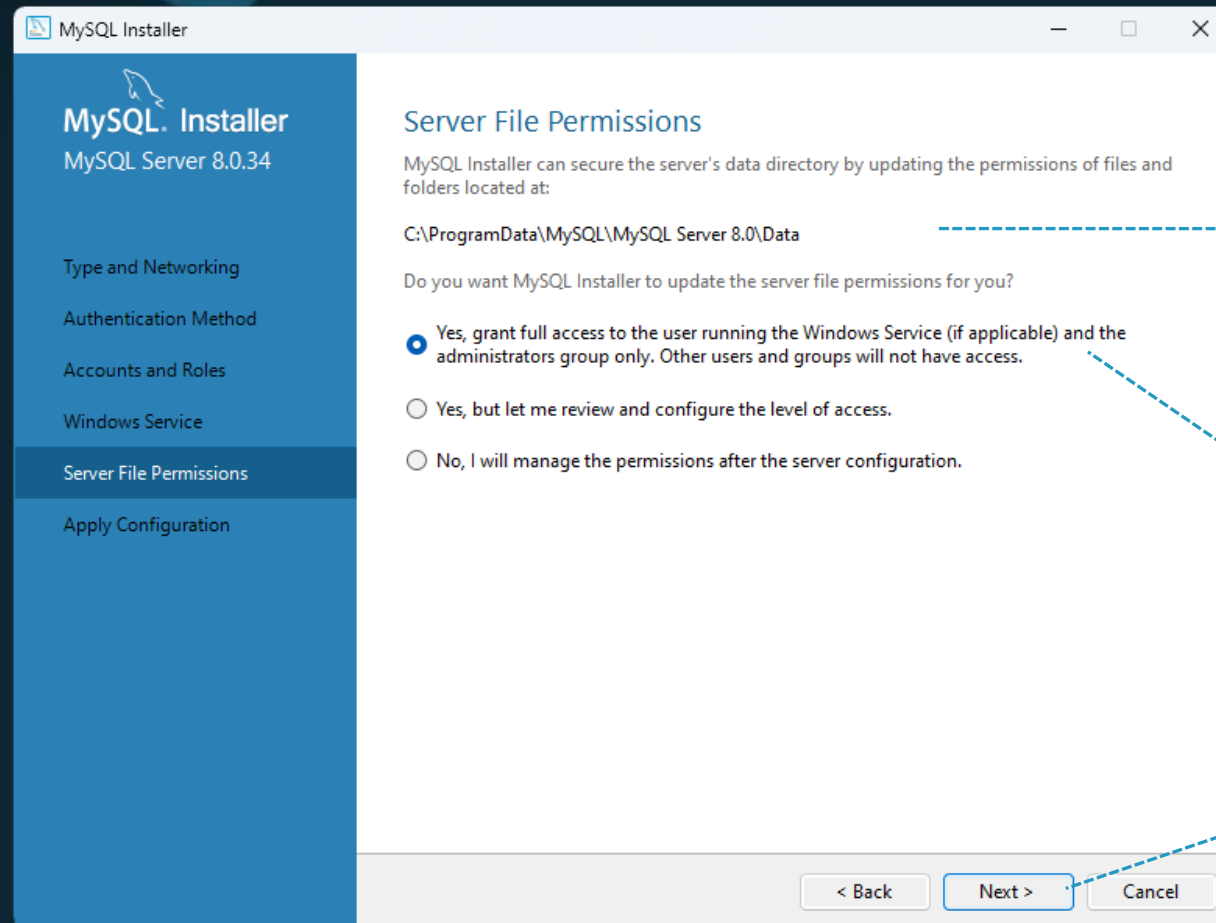 MySQL Installer
MySQL. Installer
MySQL Server 8.0.34
Type and Networking
Authentication Method
Accounts and Roles
Windows Service
Server File Permissions
Apply Configuration
Server File Permissions
MySQL Installer can secure the server's data directory by updating the permissions of files and
folders located at:
C:\ProgramData\MySQL\MySQL Server 8.0\Data
Do you want MySQL Installer to update the server file permissions for you?
Yes, grant full access to the user running the Windows Service (if applicable) and the
administrators group only. Other users and groups will not have access.
Yes, but let me review and configure the level of access.
No, I will manage the permissions after the server configuration.
< Back
Next >
Cancel